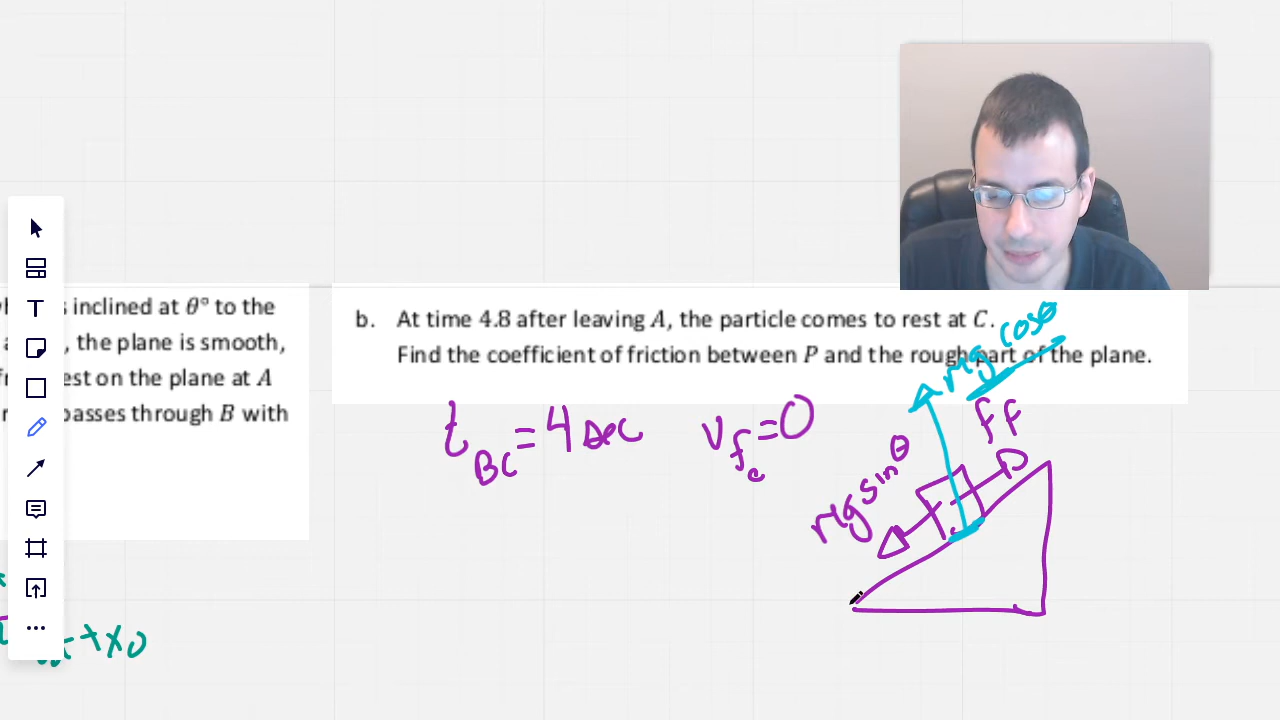 s inclined at θ° to the
, the plane is smooth,
est on the plane at A
passes through B with
b. At time 4.8 after leaving A, the particle comes to rest at C.
Find the coefficient of friction between P and the rough part of the plane.
t_BC = 4 sec
v_f_c = 0
mg cosθ
FF
mg sinθ
+ x0
T